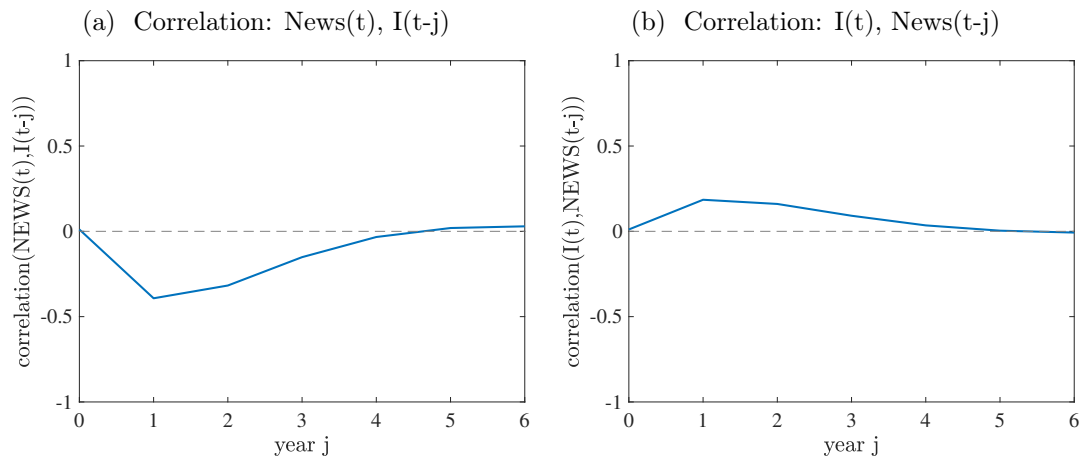 (a) Correlation: News(t), I(t-j)
correlation(NEWS(t),I(t-j))
1
0.5
0
-0.5
-1
0 1 2 3 4 5 6
year j
(b) Correlation: I(t), News(t-j)
correlation(I(t),NEWS(t-j))
1
0.5
0
-0.5
-1
0 1 2 3 4 5 6
year j